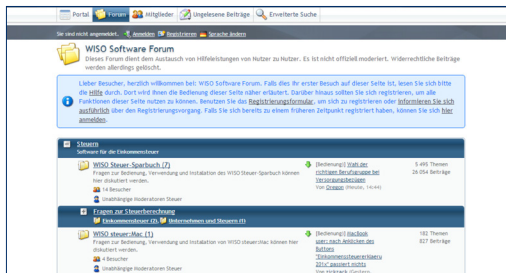 Portal Forum Mitglieder Ungelesene Beiträge Erweiterte Suche
Sie sind nicht angemeldet. Anmelden Registrieren Sprache ändern
WISO Software Forum
Dieses Forum dient dem Austausch von Hilfeleistungen von Nutzer zu Nutzer. Es ist nicht offiziell moderiert. Widerrechtliche Beiträge
werden allerdings gelöscht.
Lieber Besucher, herzlich willkommen bei: WISO Software Forum. Falls dies Ihr erster Besuch auf dieser Seite ist, lesen Sie sich bitte
die Hilfe durch. Dort wird Ihnen die Bedienung dieser Seite näher erläutert. Darüber hinaus sollten Sie sich registrieren, um alle
Funktionen dieser Seite nutzen zu können. Benutzen Sie das Registrierungsformular, um sich zu registrieren oder informieren Sie sich
ausführlich über den Registrierungsvorgang. Falls Sie sich bereits zu einem früheren Zeitpunkt registriert haben, können Sie sich hier
anmelden.
Steuern
Software für die Einkommensteuer
WISO Steuer-Sparbuch (7)
Fragen zur Bedienung, Verwendung und Installation des WISO Steuer-Sparbuch können
hier diskutiert werden.
14 Besucher
Unabhängige Moderatoren Steuer
[Bedienung] Wahl der
richtigen Berufsgruppe bei
Versorgungsbezügen
Von Oregon (Heute, 14:44)
5 495 Themen
26 054 Beiträge
Fragen zur Steuerberechnung
Einkommensteuer (2), Unternehmen und Steuern (1)
WISO steuer:Mac (1)
Fragen zur Bedienung, Verwendung und Installation von WISO steuer:Mac können hier
diskutiert werden.
4 Besucher
Unabhängige Moderatoren Steuer
[Bedienung] MacBook
user: nach Anklicken des
Buttons
"Einkommensteuererklaeru
201x" passiert nichts
182 Themen
827 Beiträge